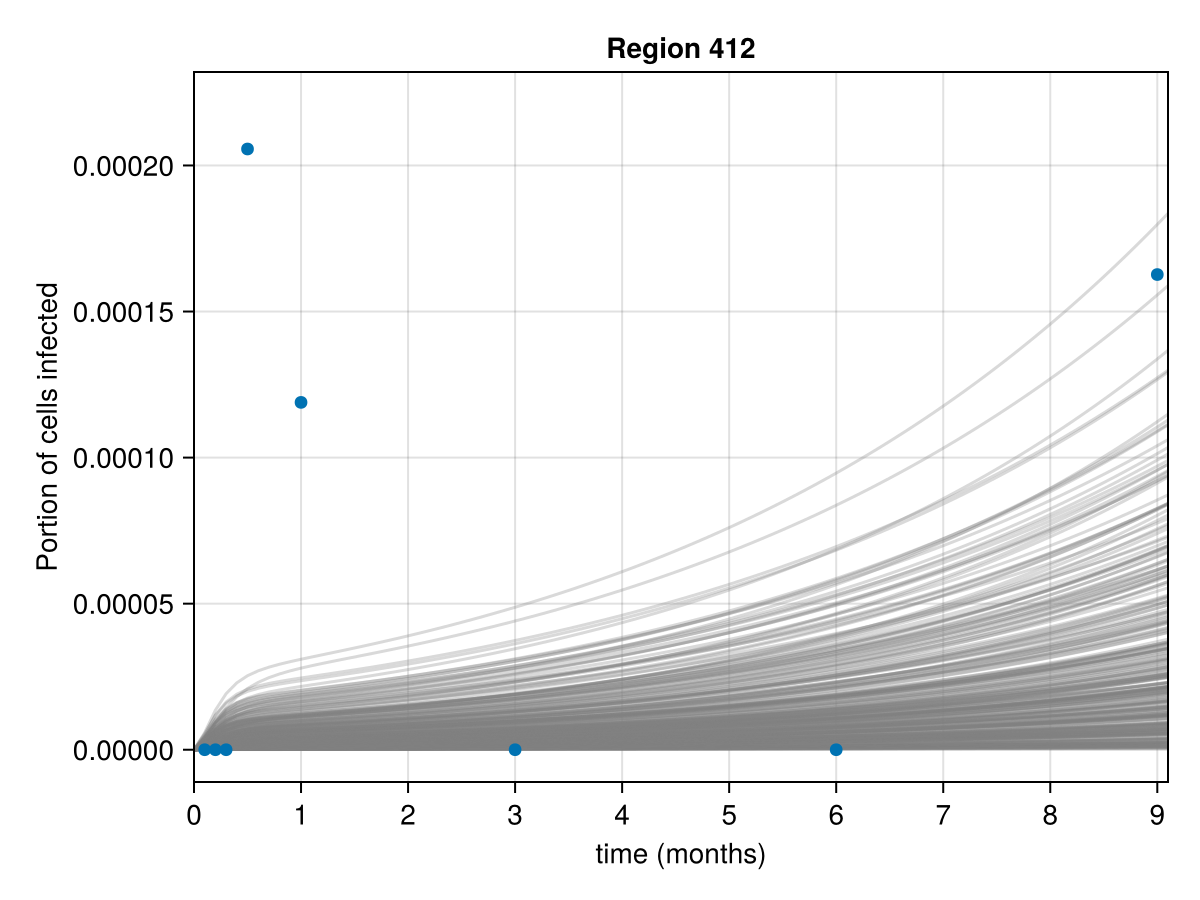 Region 412
Portion of cells infected
0.00020
0.00015
0.00010
0.00005
0.00000
0 1 2 3 4 5 6 7 8 9
time (months)